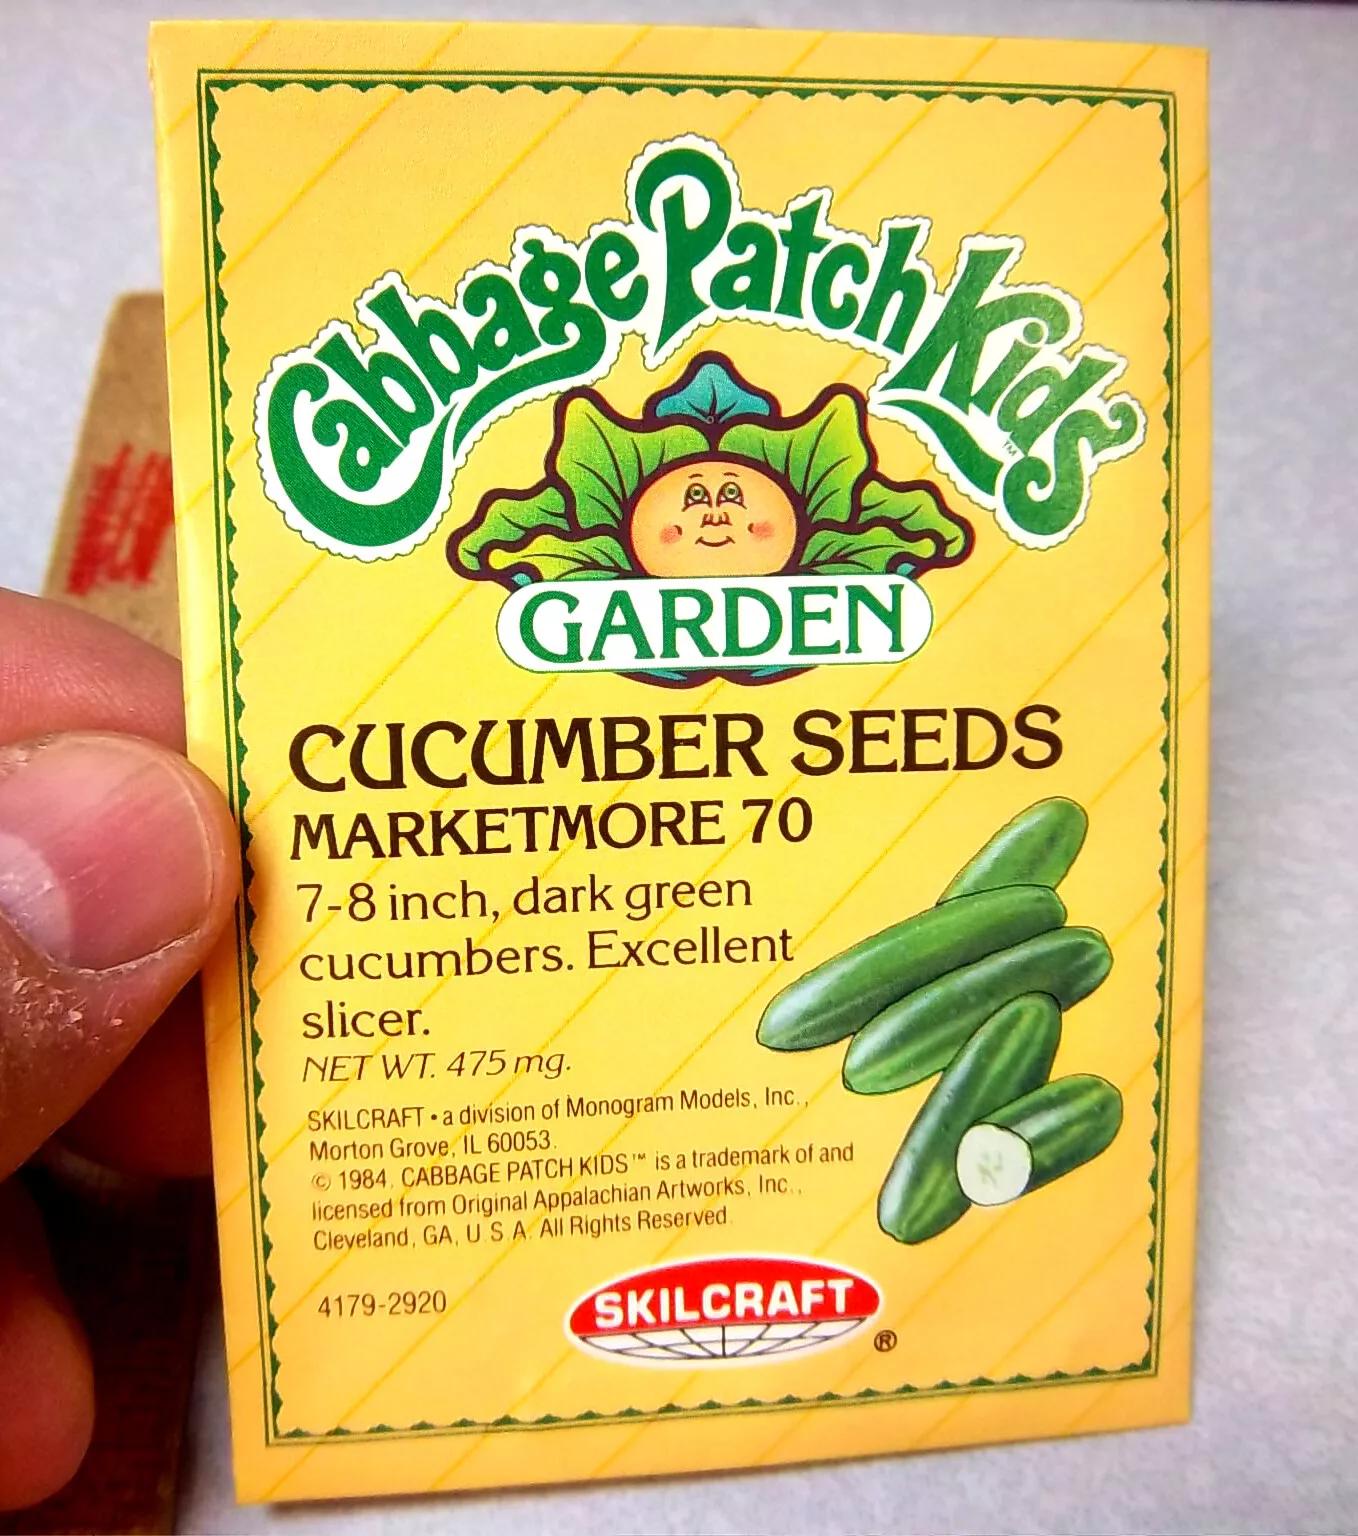 Cabbage Patch Kids™
GARDEN
CUCUMBER SEEDS
MARKETMORE 70
7-8 inch, dark green
cucumbers. Excellent
slicer.
NET WT. 475 mg.
SKILCRAFT • a division of Monogram Models, Inc.,
Morton Grove, IL 60053.
© 1984, CABBAGE PATCH KIDS™ is a trademark of and
licensed from Original Appalachian Artworks, Inc.,
Cleveland, GA, U.S.A. All Rights Reserved.
4179-2920
SKILCRAFT®